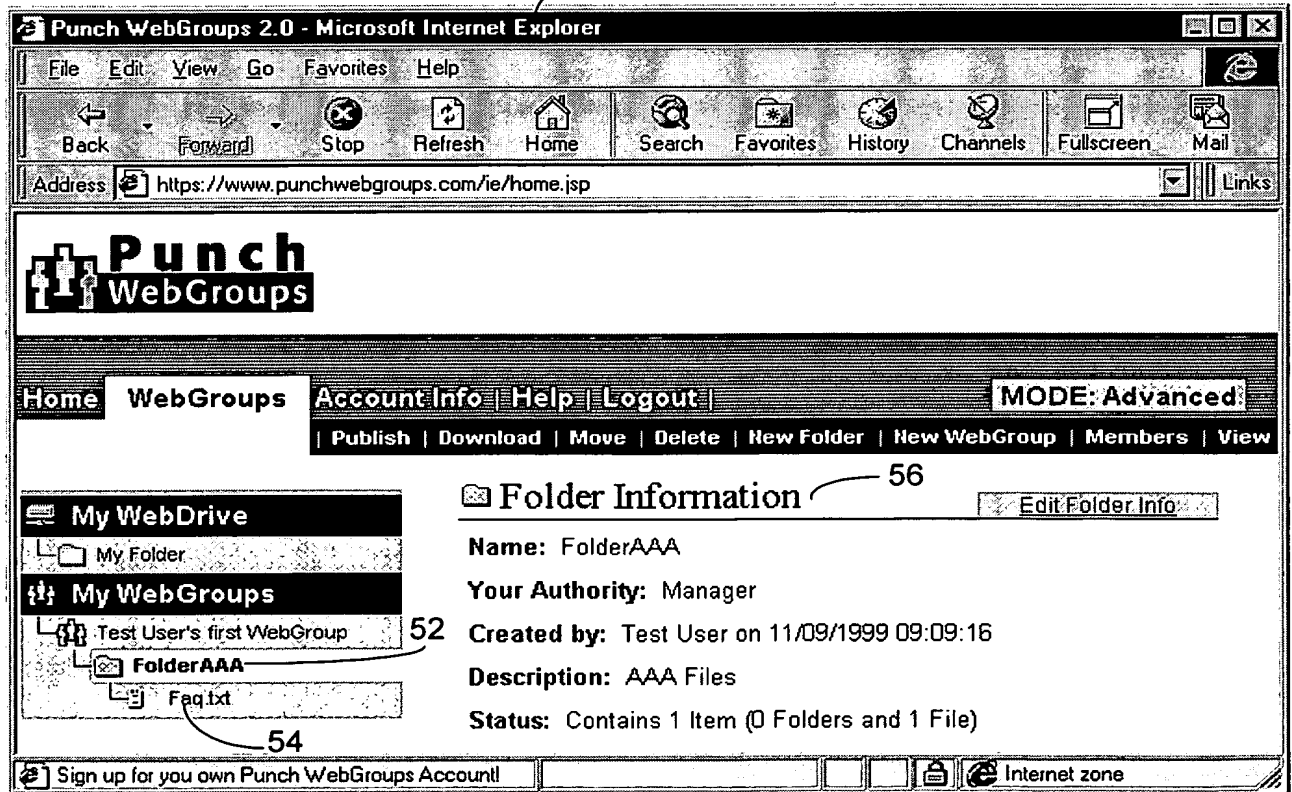 Punch WebGroups 2.0 - Microsoft Internet Explorer
File Edit View Go Favorites Help
Back Forward Stop Refresh Home Search Favorites History Channels Fullscreen Mail
Address https://www.punchwebgroups.com/ie/home.jsp Links
Punch
WebGroups
Home WebGroups Account Info | Help | Logout | MODE: Advanced
| Publish | Download | Move | Delete | New Folder | New WebGroup | Members | View
Folder Information 56 Edit Folder Info
My WebDrive
My Folder
My WebGroups
Test User's first WebGroup 52
FolderAAA
Faq.txt
54
Name: FolderAAA
Your Authority: Manager
Created by: Test User on 11/09/1999 09:09:16
Description: AAA Files
Status: Contains 1 Item (0 Folders and 1 File)
Sign up for you own Punch WebGroups Account! Internet zone